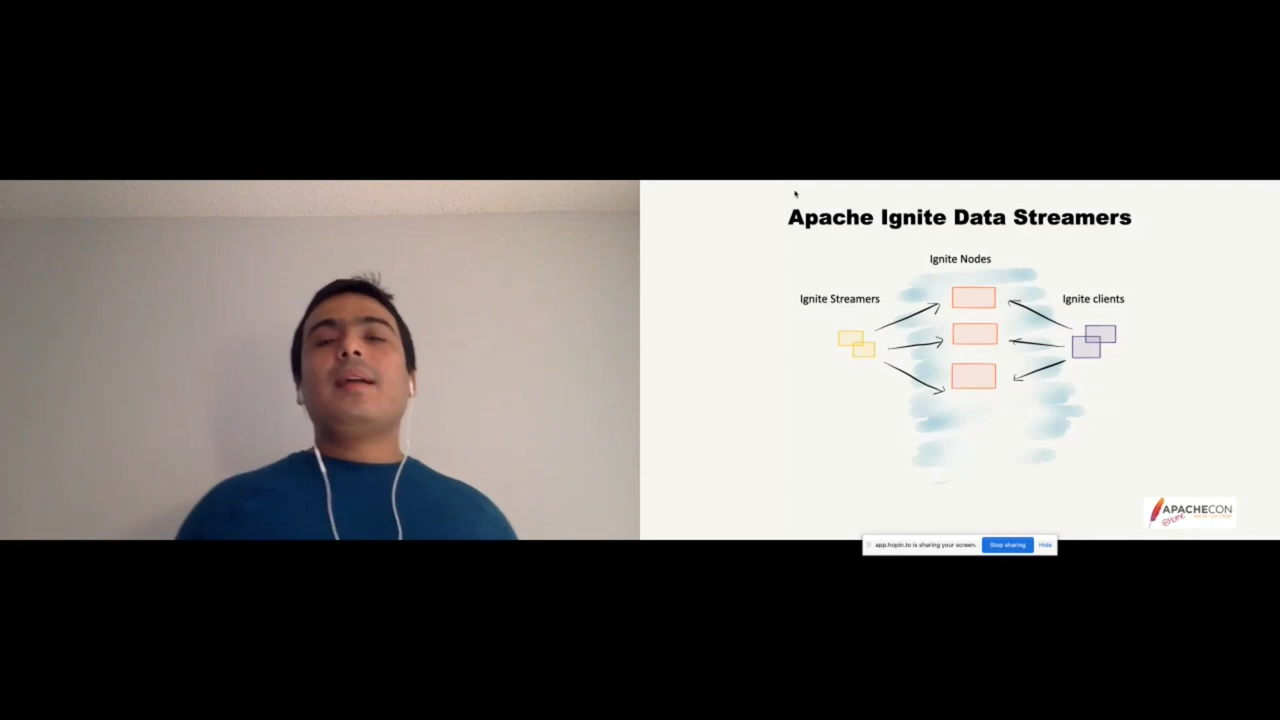 Apache Ignite Data Streamers
Ignite Nodes
Ignite Streamers
Ignite clients
APACHECON
@Home
app.hopin.to is sharing your screen.
Stop sharing
Hide